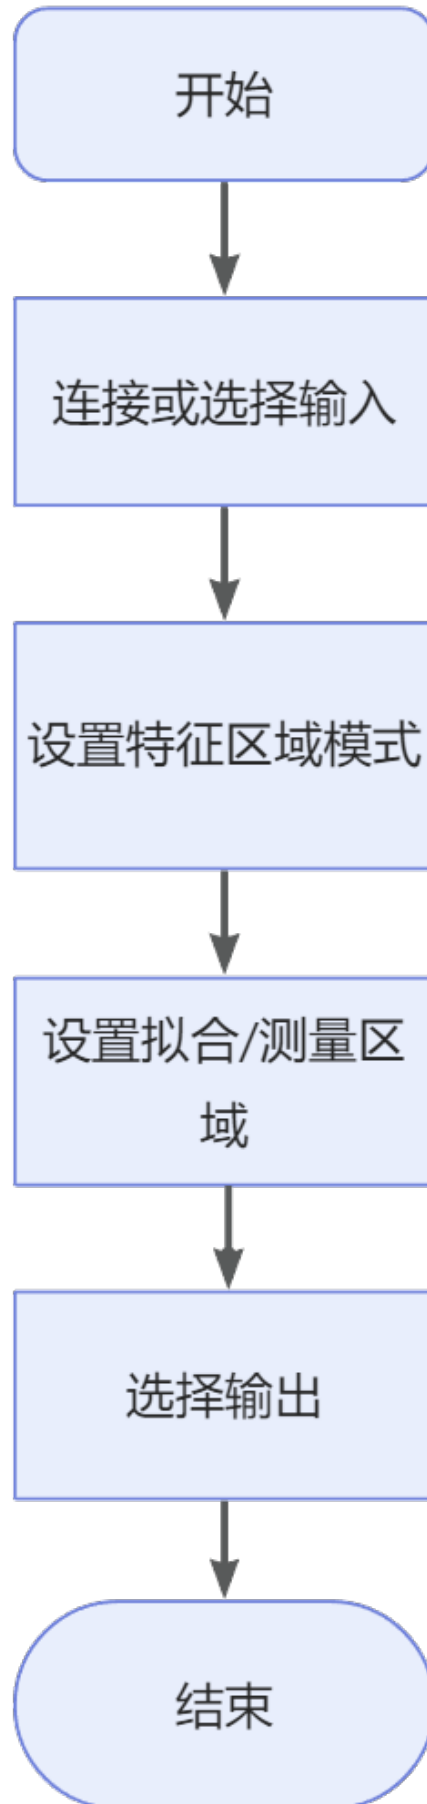 开始
连接或选择输入
设置特征区域模式
设置拟合/测量区
域
选择输出
结束